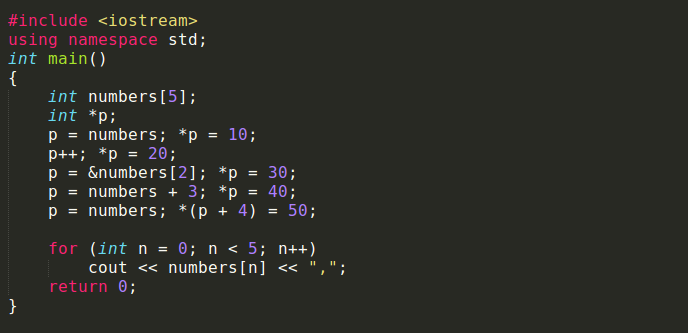 #include <iostream>
using namespace std;
int main()
{
    int numbers[5];
    int *p;
    p = numbers; *p = 10;
    p++; *p = 20;
    p = &numbers[2]; *p = 30;
    p = numbers + 3; *p = 40;
    p = numbers; *(p + 4) = 50;

    for (int n = 0; n < 5; n++)
        cout << numbers[n] << ",";
    return 0;
}